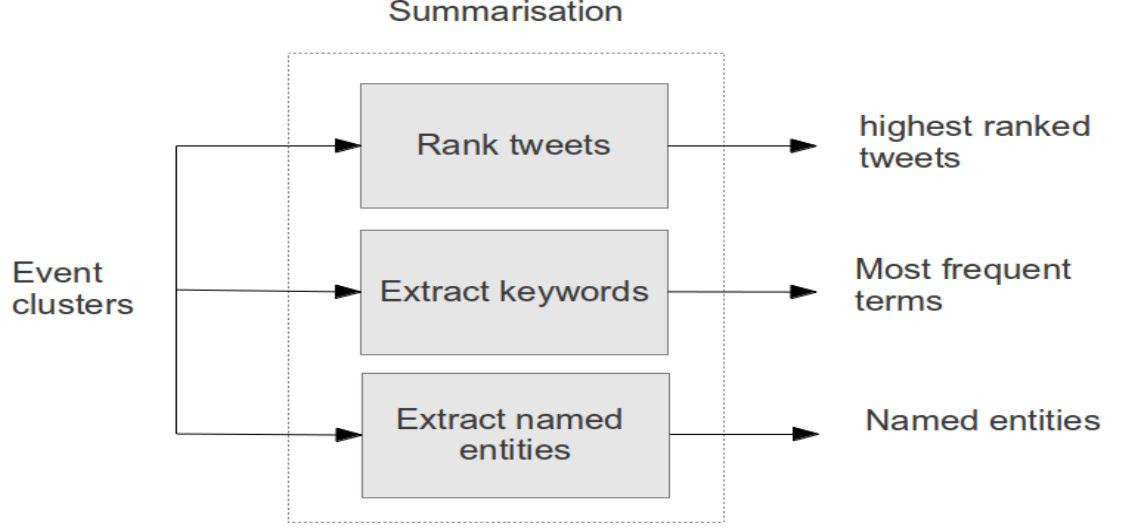 Summarisation
Rank tweets
highest ranked
tweets
Event
clusters
Extract keywords
Most frequent
terms
Extract named
entities
Named entities